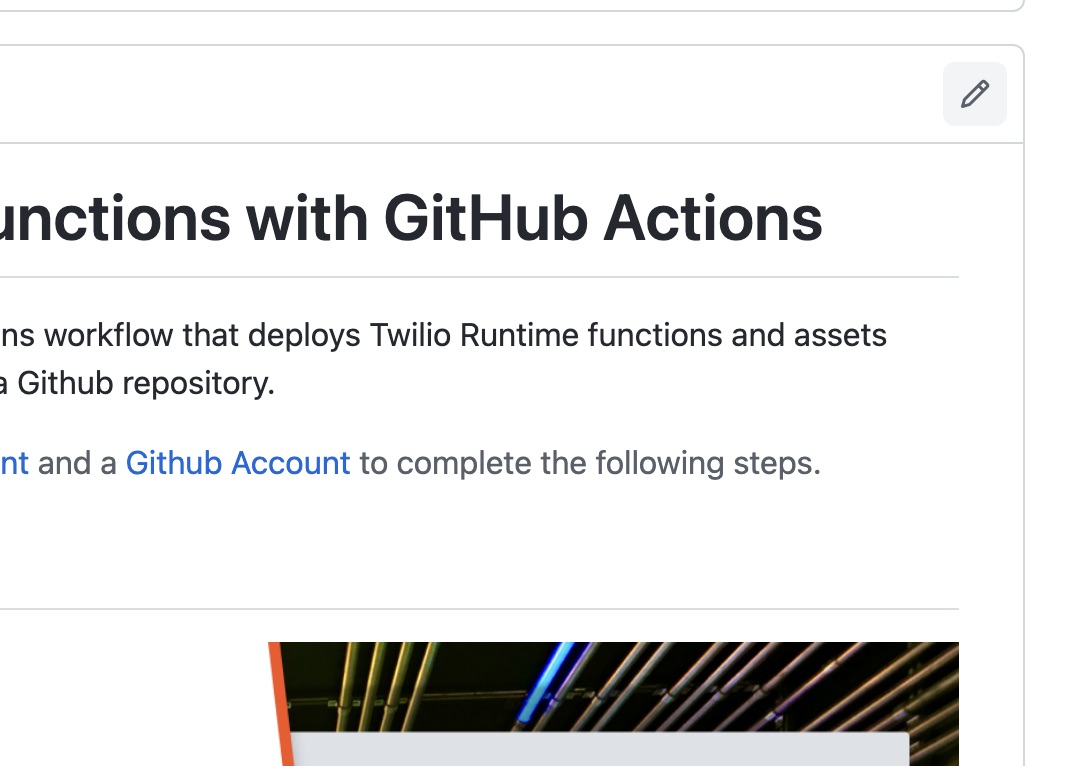 unctions with GitHub Actions
ns workflow that deploys Twilio Runtime functions and assets
a Github repository.
nt and a Github Account to complete the following steps.